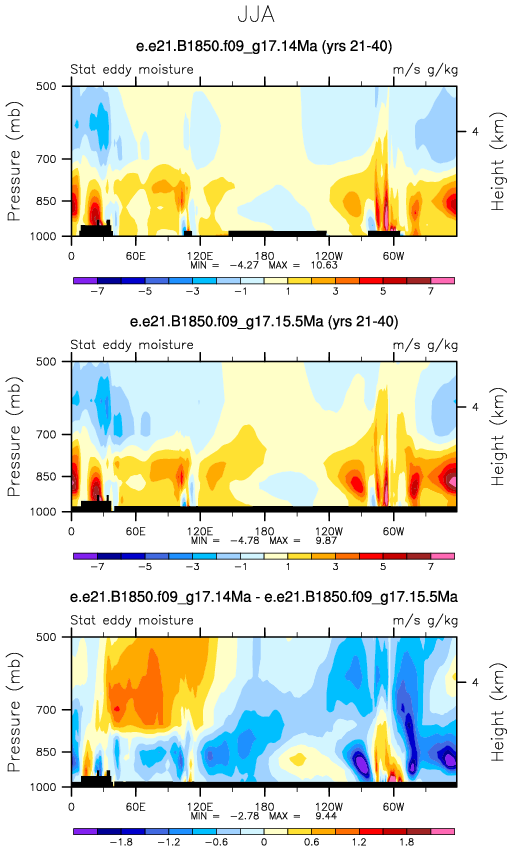 JJA
e.e21.B1850.f09_g17.14Ma (yrs 21-40)
Stat eddy moisture m/s g/kg
Pressure (mb)
Height (km)
500
700
850
1000
4
0 60E 120E 180 120W 60W
MIN = -4.27 MAX = 10.63
-7 -5 -3 -1 1 3 5 7
e.e21.B1850.f09_g17.15.5Ma (yrs 21-40)
Stat eddy moisture m/s g/kg
Pressure (mb)
Height (km)
500
700
850
1000
4
0 60E 120E 180 120W 60W
MIN = -4.78 MAX = 9.87
-7 -5 -3 -1 1 3 5 7
e.e21.B1850.f09_g17.14Ma - e.e21.B1850.f09_g17.15.5Ma
Stat eddy moisture m/s g/kg
Pressure (mb)
Height (km)
500
700
850
1000
4
0 60E 120E 180 120W 60W
MIN = -2.78 MAX = 9.44
-1.8 -1.2 -0.6 0 0.6 1.2 1.8